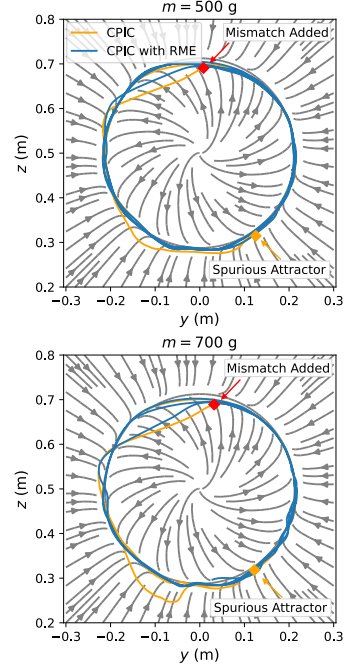 m = 500 g
0.8
CPIC
CPIC with RME
Mismatch Added
0.7
0.6
0.5
0.4
0.3
0.2
z (m)
Spurious Attractor
−0.3 −0.2 −0.1 0.0 0.1 0.2 0.3
y (m)
m = 700 g
0.8
Mismatch Added
0.7
0.6
0.5
0.4
0.3
0.2
z (m)
Spurious Attractor
−0.3 −0.2 −0.1 0.0 0.1 0.2 0.3
y (m)